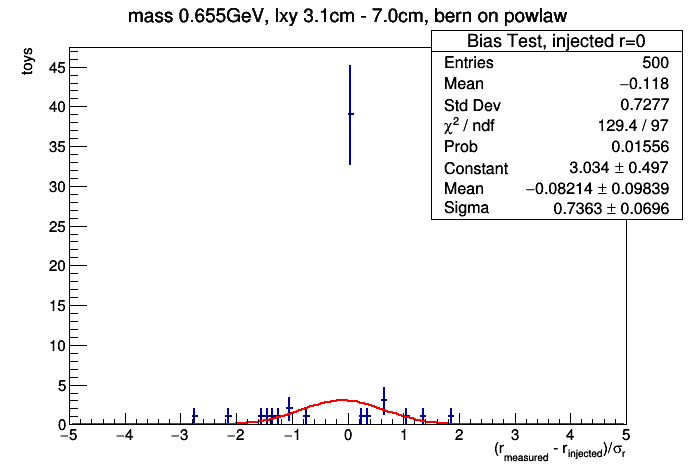 mass 0.655GeV, lxy 3.1cm - 7.0cm, bern on powlaw
Bias Test, injected r=0
Entries 500
Mean −0.118
Std Dev 0.7277
χ² / ndf 129.4 / 97
Prob 0.01556
Constant 3.034 ± 0.497
Mean −0.08214 ± 0.09839
Sigma 0.7363 ± 0.0696
toys
45
40
35
30
25
20
15
10
5
0
−5 −4 −3 −2 −1 0 1 2 3 4 5
(r_measured - r_injected)/σ_r